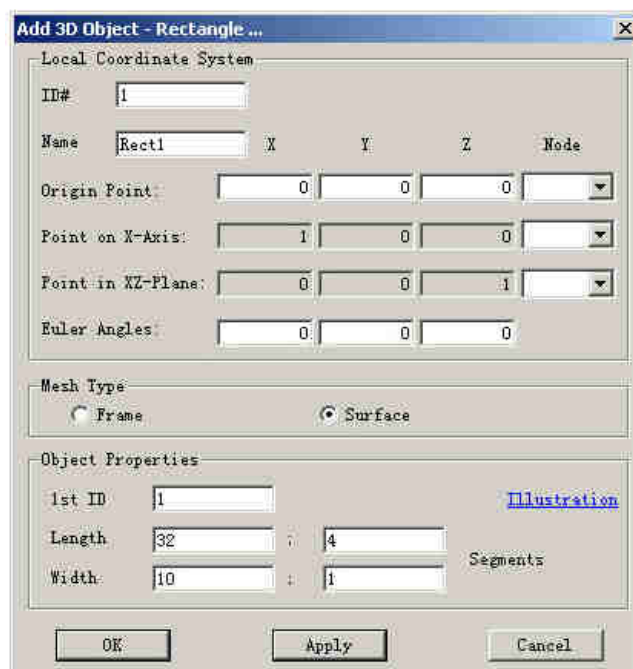 Add 3D Object - Rectangle ...
Local Coordinate System
ID# 1
Name Rect1 X Y Z Node
Origin Point: 0 0 0
Point on X-Axis: 1 0 0
Point in XZ-Plane: 0 0 1
Euler Angles: 0 0 0
Mesh Type
Frame Surface
Object Properties
1st ID 1 Illustration
Length 32 : 4
Segments
Width 10 : 1
OK Apply Cancel